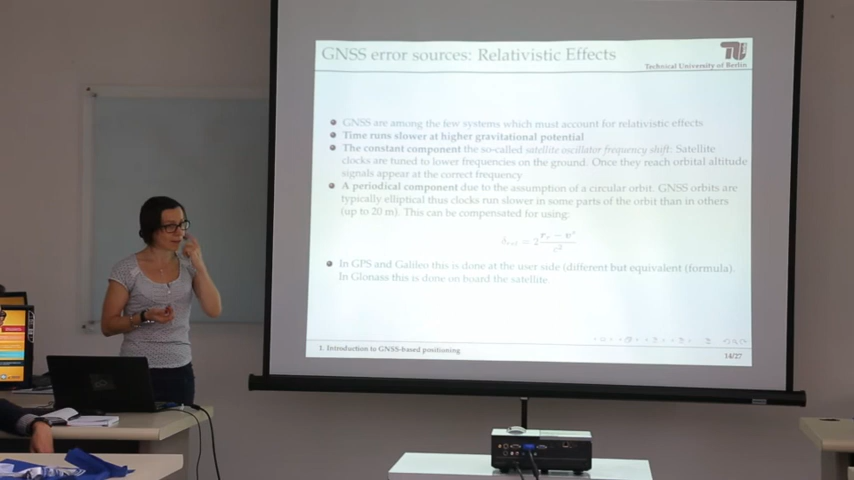 GNSS error sources: Relativistic Effects
Technical University of Berlin
GNSS are among the few systems which must account for relativistic effects
Time runs slower at higher gravitational potential
The constant component the so-called satellite oscillator frequency shift: Satellite
clocks are tuned to lower frequencies on the ground. Once they reach orbital altitude
signals appear at the correct frequency
A periodical component due to the assumption of a circular orbit. GNSS orbits are
typically elliptical thus clocks run slower in some parts of the orbit than in others
(up to 20 m). This can be compensated for using:
In GPS and Galileo this is done at the user side (different but equivalent (formula).
In Glonass this is done on board the satellite.
1. Introduction to GNSS-based positioning
14/27